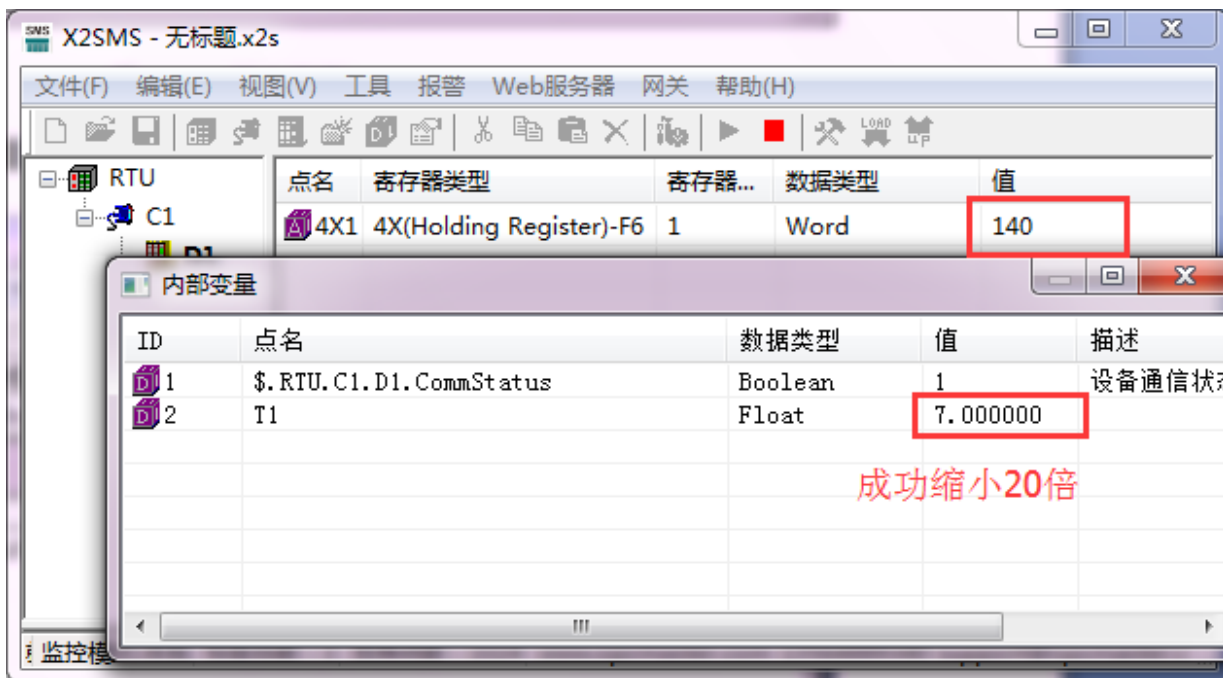 SMS X2SMS - 无标题.x2s
文件(F) 编辑(E) 视图(V) 工具 报警 Web服务器 网关 帮助(H)
LOAD UP
RTU 点名 寄存器类型 寄存器... 数据类型 值
C1 4X1 4X(Holding Register)-F6 1 Word 140
D1
内部变量
ID 点名 数据类型 值 描述
1 $.RTU.C1.D1.CommStatus Boolean 1 设备通信状
2 T1 Float 7.000000
成功缩小20倍
监控模